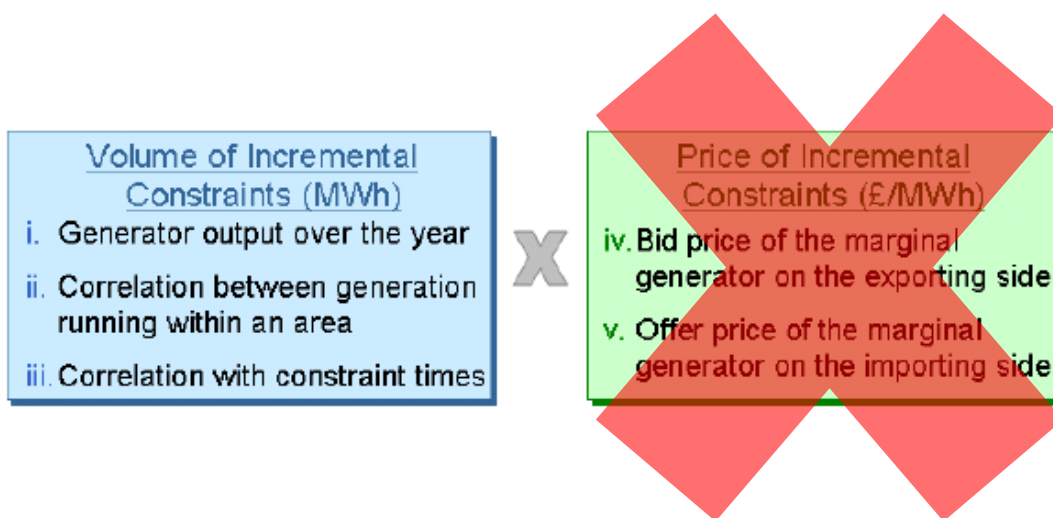 Volume of Incremental
Constraints (MWh)
i. Generator output over the year
ii. Correlation between generation
running within an area
iii. Correlation with constraint times
X
Price of Incremental
Constraints (£/MWh)
iv. Bid price of the marginal
generator on the exporting side
v. Offer price of the marginal
generator on the importing side